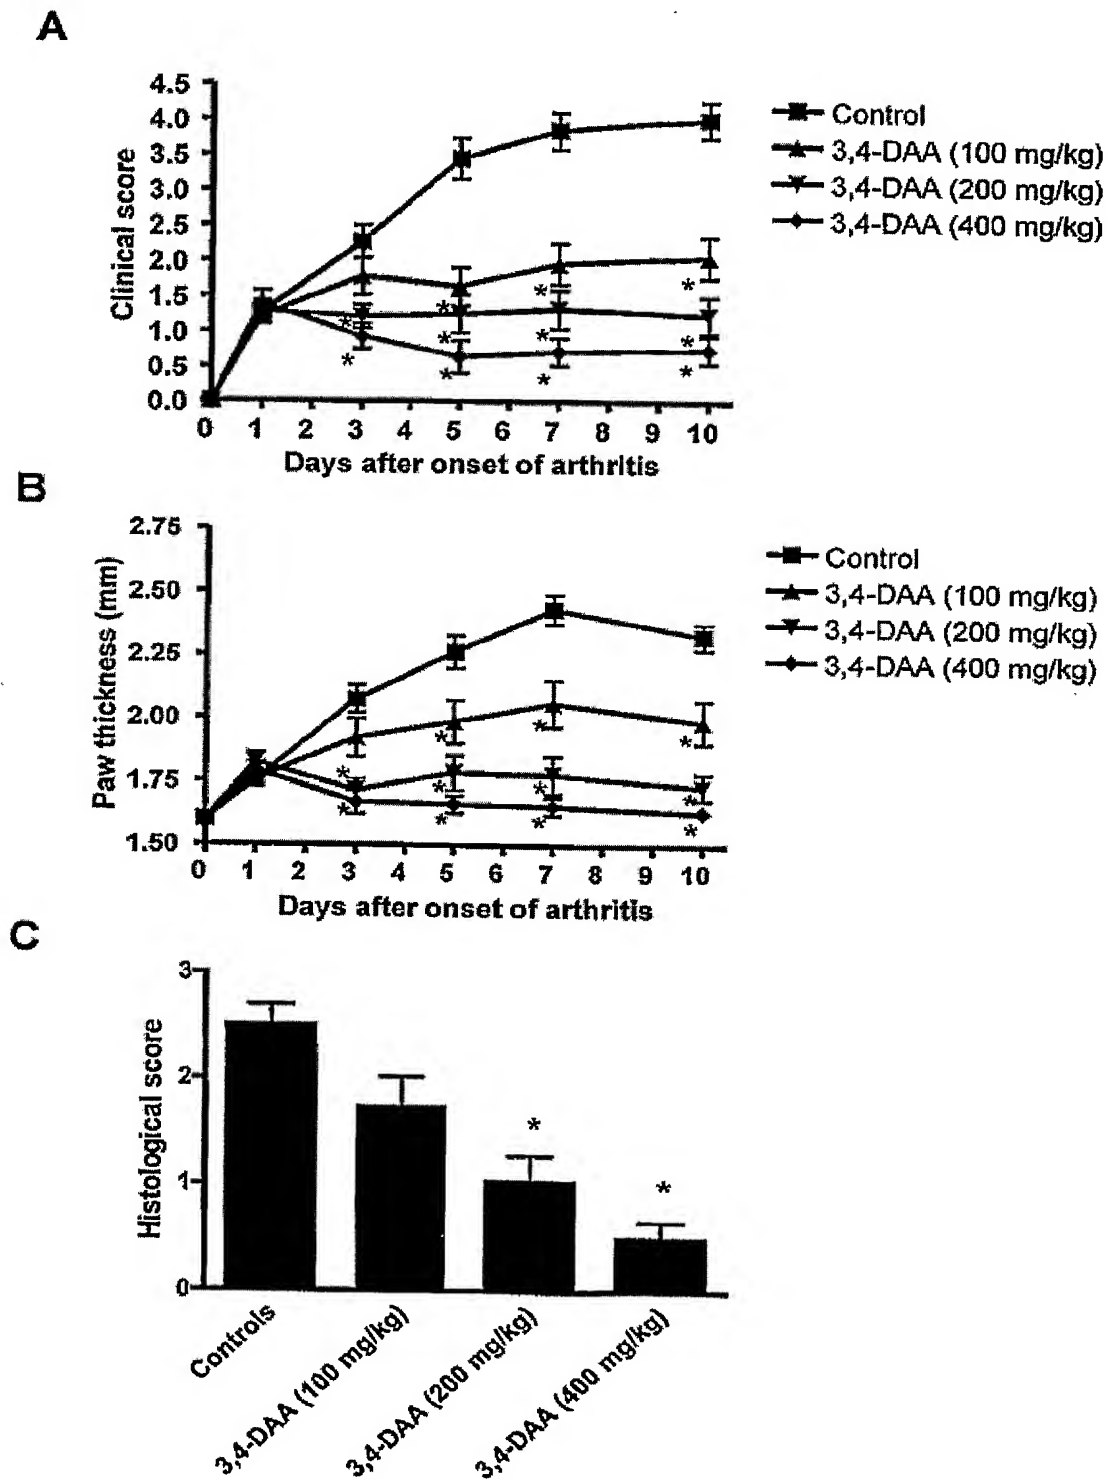 A
4.5
4.0
3.5
3.0
2.5
2.0
1.5
1.0
0.5
0.0
Clinical score
0 1 2 3 4 5 6 7 8 9 10
Days after onset of arthritis
Control
3,4-DAA (100 mg/kg)
3,4-DAA (200 mg/kg)
3,4-DAA (400 mg/kg)
* * * * * * * * * * *
B
2.75
2.50
2.25
2.00
1.75
1.50
Paw thickness (mm)
0 1 2 3 4 5 6 7 8 9 10
Days after onset of arthritis
Control
3,4-DAA (100 mg/kg)
3,4-DAA (200 mg/kg)
3,4-DAA (400 mg/kg)
* * * * * * * * * * *
C
3
2
1
0
Histological score
* *
Controls
3,4-DAA (100 mg/kg)
3,4-DAA (200 mg/kg)
3,4-DAA (400 mg/kg)